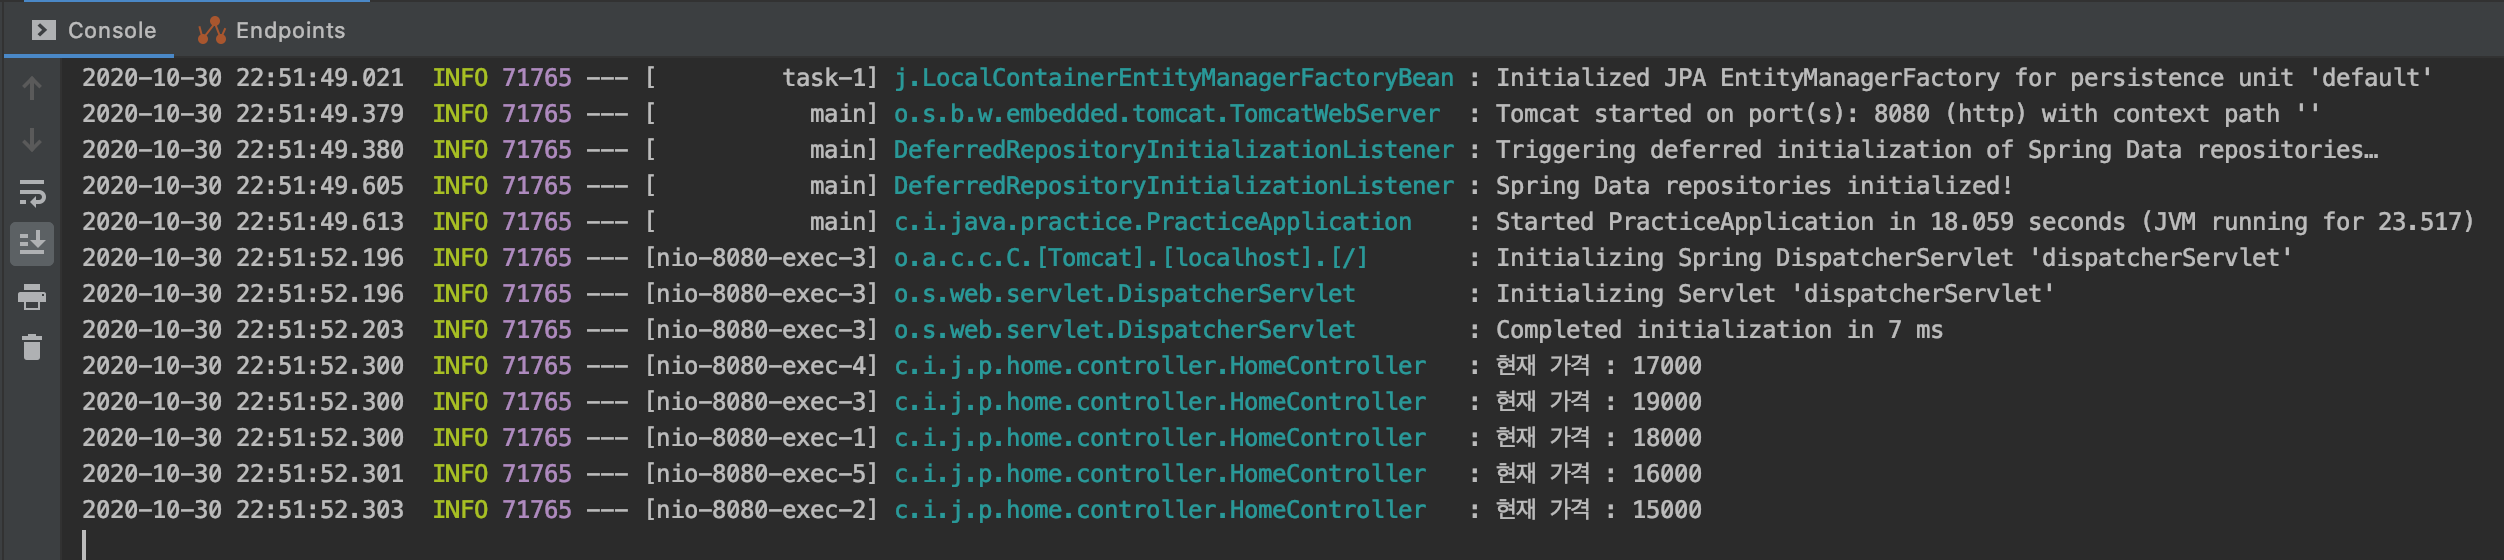 Console Endpoints
2020-10-30 22:51:49.021  INFO 71765 --- [         task-1] j.LocalContainerEntityManagerFactoryBean : Initialized JPA EntityManagerFactory for persistence unit 'default'
2020-10-30 22:51:49.379  INFO 71765 --- [           main] o.s.b.w.embedded.tomcat.TomcatWebServer  : Tomcat started on port(s): 8080 (http) with context path ''
2020-10-30 22:51:49.380  INFO 71765 --- [           main] DeferredRepositoryInitializationListener : Triggering deferred initialization of Spring Data repositories…
2020-10-30 22:51:49.605  INFO 71765 --- [           main] DeferredRepositoryInitializationListener : Spring Data repositories initialized!
2020-10-30 22:51:49.613  INFO 71765 --- [           main] c.i.java.practice.PracticeApplication    : Started PracticeApplication in 18.059 seconds (JVM running for 23.517)
2020-10-30 22:51:52.196  INFO 71765 --- [nio-8080-exec-3] o.a.c.c.C.[Tomcat].[localhost].[/]       : Initializing Spring DispatcherServlet 'dispatcherServlet'
2020-10-30 22:51:52.196  INFO 71765 --- [nio-8080-exec-3] o.s.web.servlet.DispatcherServlet        : Initializing Servlet 'dispatcherServlet'
2020-10-30 22:51:52.203  INFO 71765 --- [nio-8080-exec-3] o.s.web.servlet.DispatcherServlet        : Completed initialization in 7 ms
2020-10-30 22:51:52.300  INFO 71765 --- [nio-8080-exec-4] c.i.j.p.home.controller.HomeController   : 현재 가격 : 17000
2020-10-30 22:51:52.300  INFO 71765 --- [nio-8080-exec-3] c.i.j.p.home.controller.HomeController   : 현재 가격 : 19000
2020-10-30 22:51:52.300  INFO 71765 --- [nio-8080-exec-1] c.i.j.p.home.controller.HomeController   : 현재 가격 : 18000
2020-10-30 22:51:52.301  INFO 71765 --- [nio-8080-exec-5] c.i.j.p.home.controller.HomeController   : 현재 가격 : 16000
2020-10-30 22:51:52.303  INFO 71765 --- [nio-8080-exec-2] c.i.j.p.home.controller.HomeController   : 현재 가격 : 15000